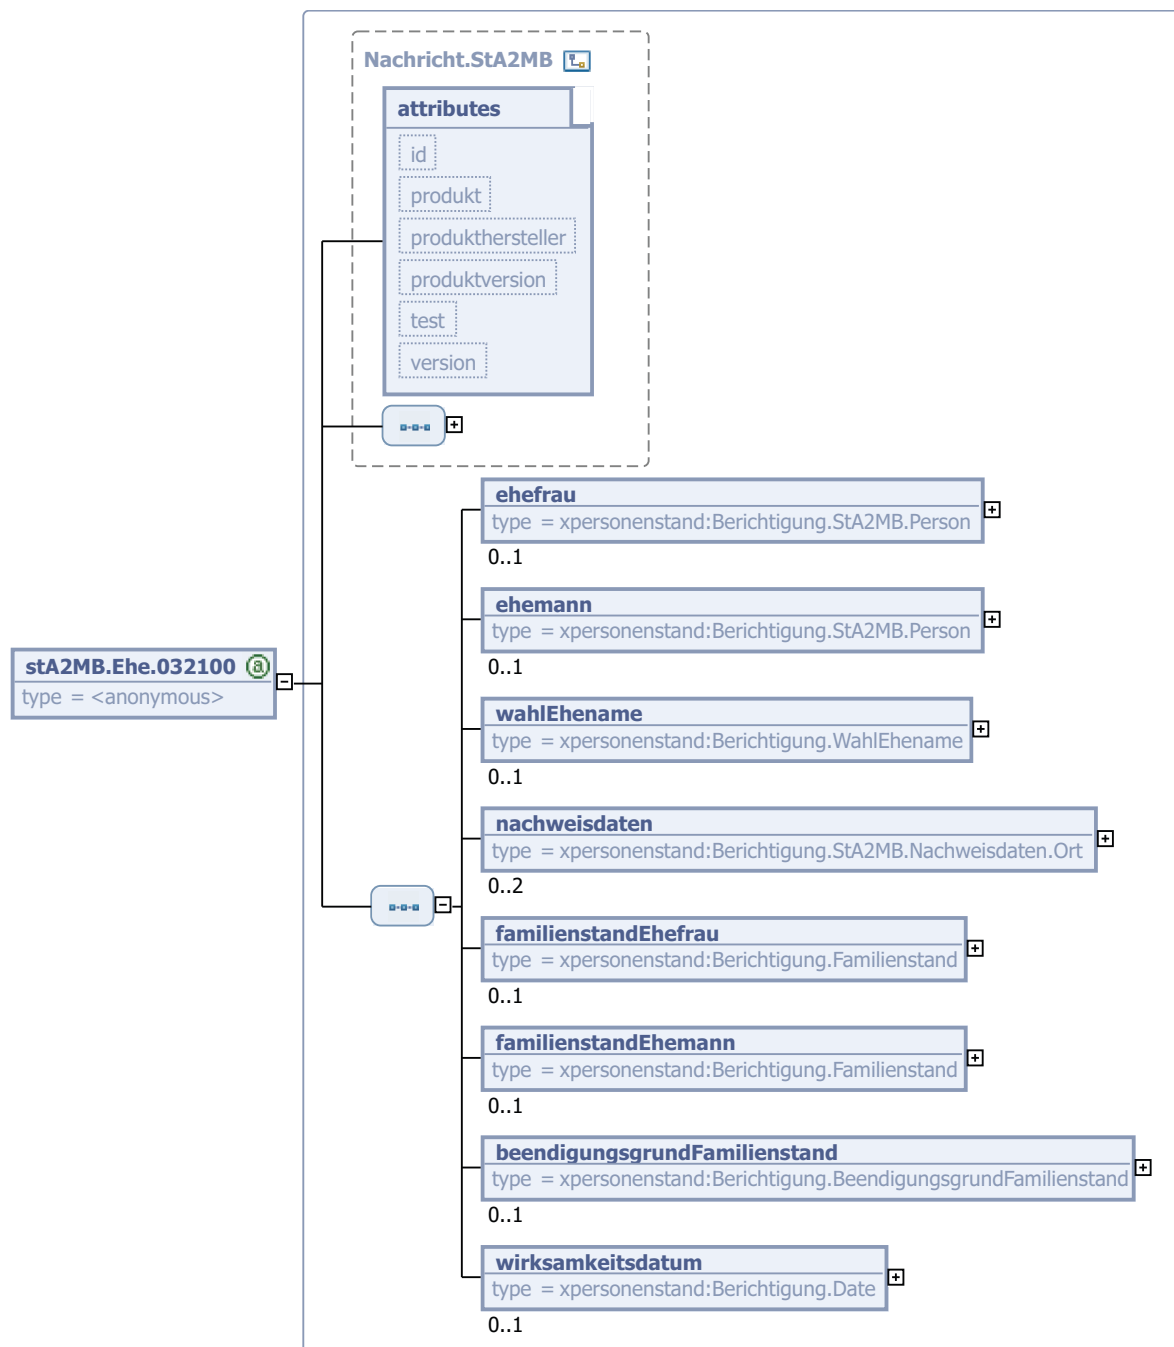 Nachricht.StA2MB
attributes
id
produkt
produkthersteller
produktversion
test
version
ehefrau
type = xpersonenstand:Berichtigung.StA2MB.Person
0..1
ehemann
type = xpersonenstand:Berichtigung.StA2MB.Person
0..1
stA2MB.Ehe.032100 @
type = <anonymous>
wahlEhename
type = xpersonenstand:Berichtigung.WahlEhename
0..1
nachweisdaten
type = xpersonenstand:Berichtigung.StA2MB.Nachweisdaten.Ort
0..2
familienstandEhefrau
type = xpersonenstand:Berichtigung.Familienstand
0..1
familienstandEhemann
type = xpersonenstand:Berichtigung.Familienstand
0..1
beendigungsgrundFamilienstand
type = xpersonenstand:Berichtigung.BeendigungsgrundFamilienstand
0..1
wirksamkeitsdatum
type = xpersonenstand:Berichtigung.Date
0..1